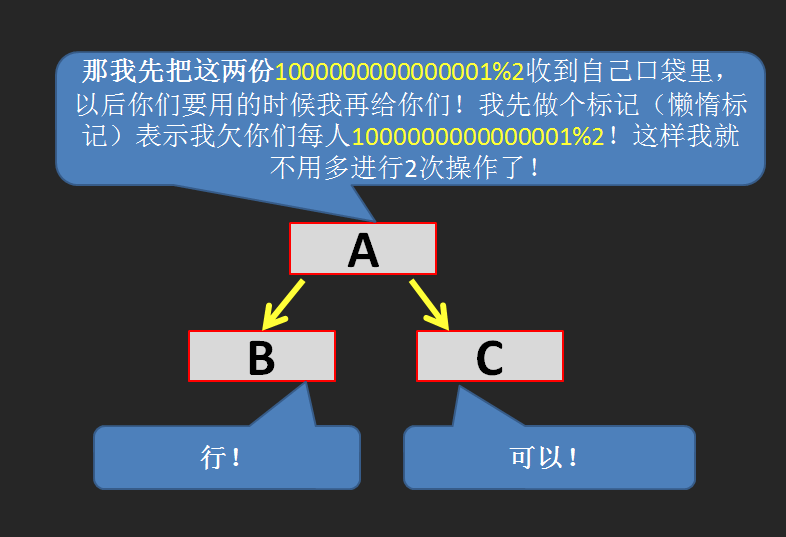 那我先把这两份1000000000000001%2收到自己口袋里，
以后你们要用的时候我再给你们！我先做个标记（懒惰标
记）表示我欠你们每人1000000000000001%2！这样我就
不用多进行2次操作了！
A
B
C
行！
可以！